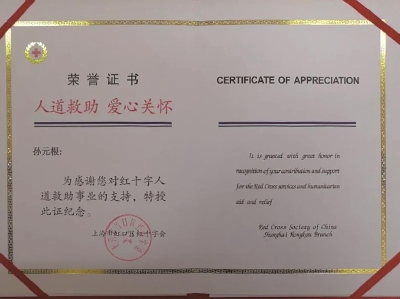 荣誉证书
人道救助 爱心关怀
孙元根:
为感谢您对红十字人
道救助事业的支持，特授
此证纪念。
上海市虹口区红十字会
CERTIFICATE OF APPRECIATION
It is granted with great honor in
recognition of your contribution and support
for the Red Cross services and humanitarian
aid and relief
Red Cross Society of China
Shanghai Hongkou Branch